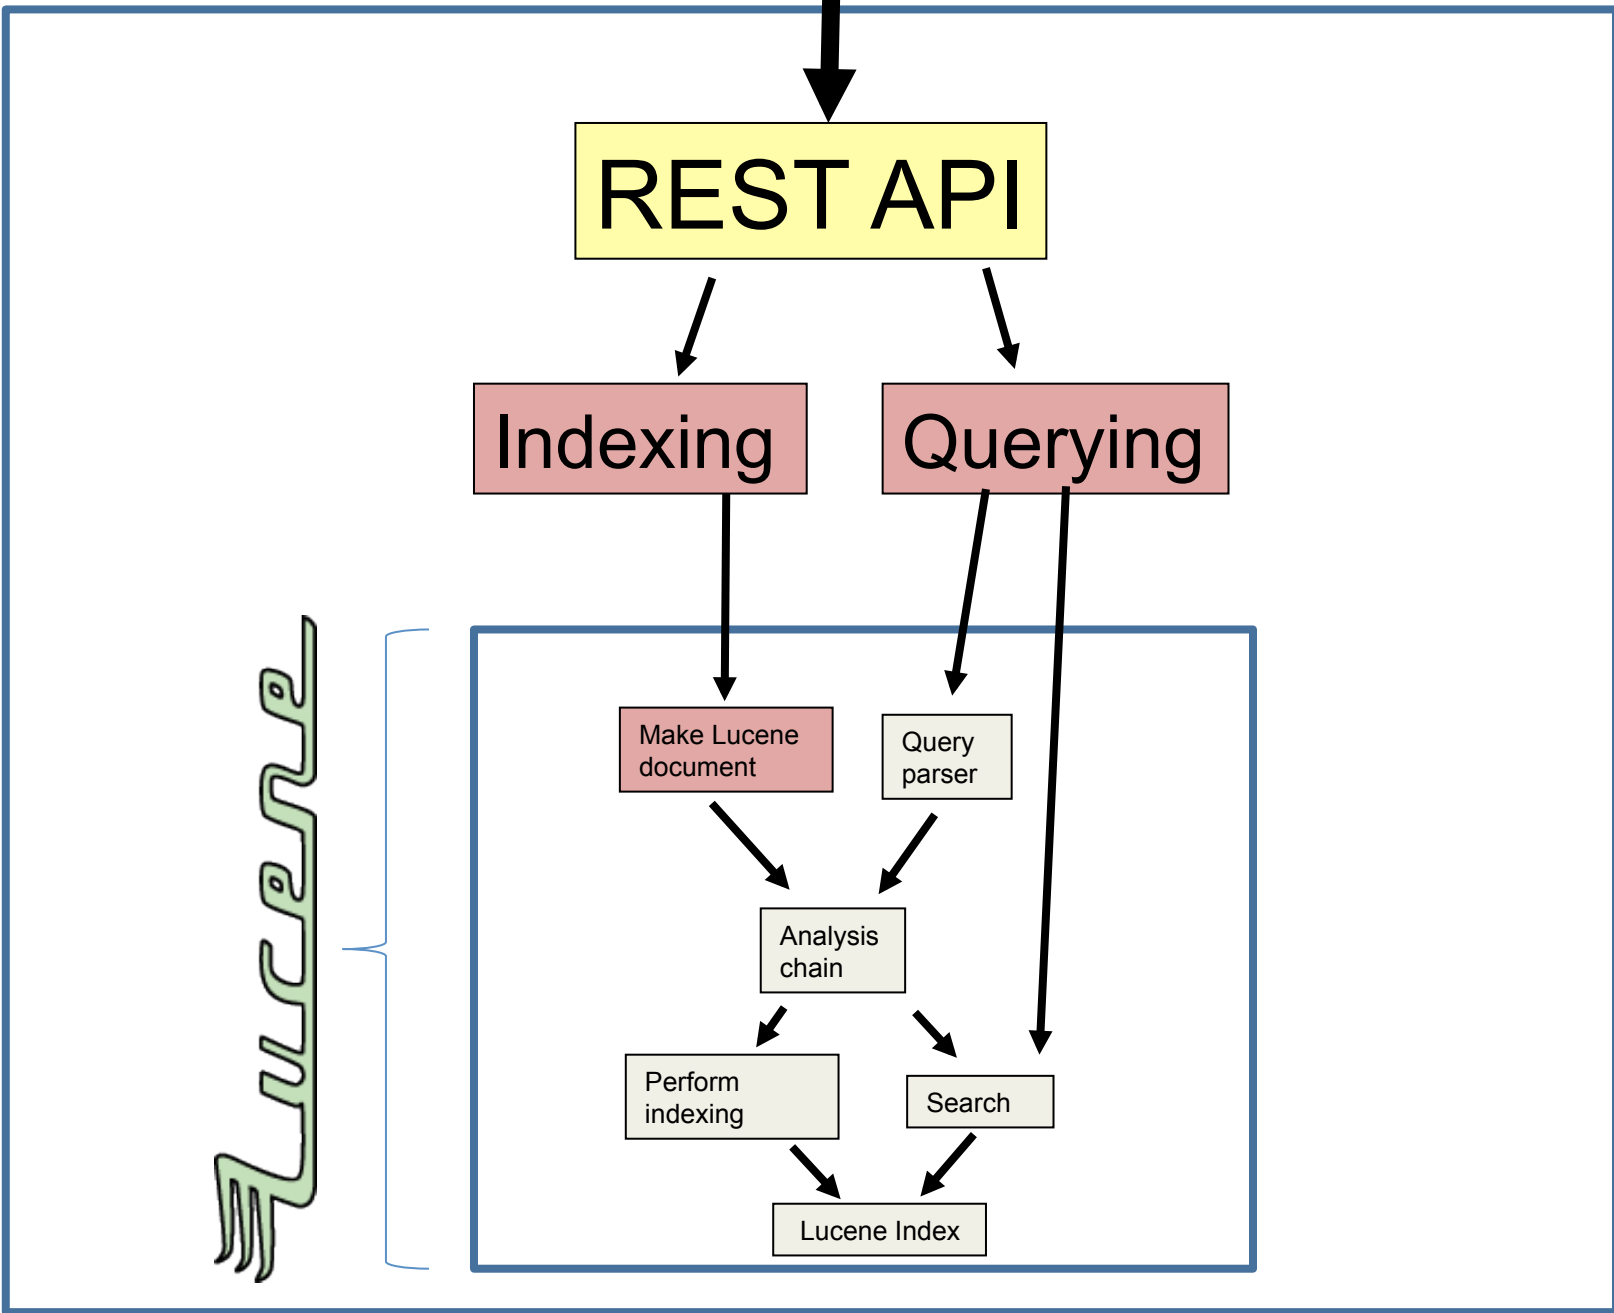 REST API
Indexing
Querying
Make Lucene
document
Query
parser
Analysis
chain
Perform
indexing
Search
Lucene Index
Lucene